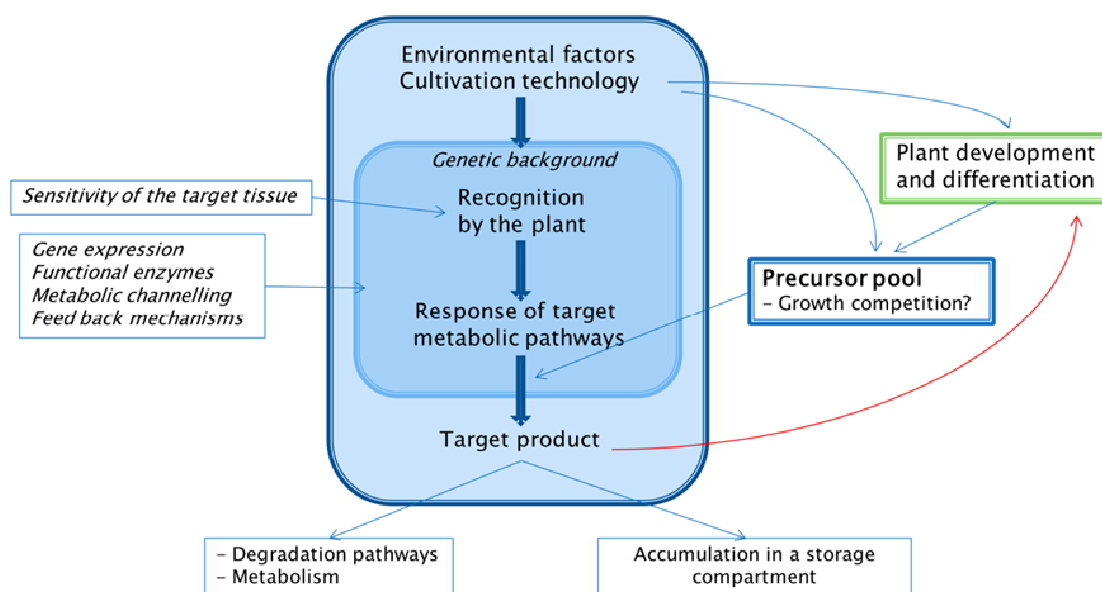 Environmental factors
Cultivation technology
Genetic background
Plant development
and differentiation
Sensitivity of the target tissue
Recognition
by the plant
Gene expression
Functional enzymes
Metabolic channelling
Feed back mechanisms
Precursor pool
– Growth competition?
Response of target
metabolic pathways
Target product
– Degradation pathways
– Metabolism
Accumulation in a storage
compartment